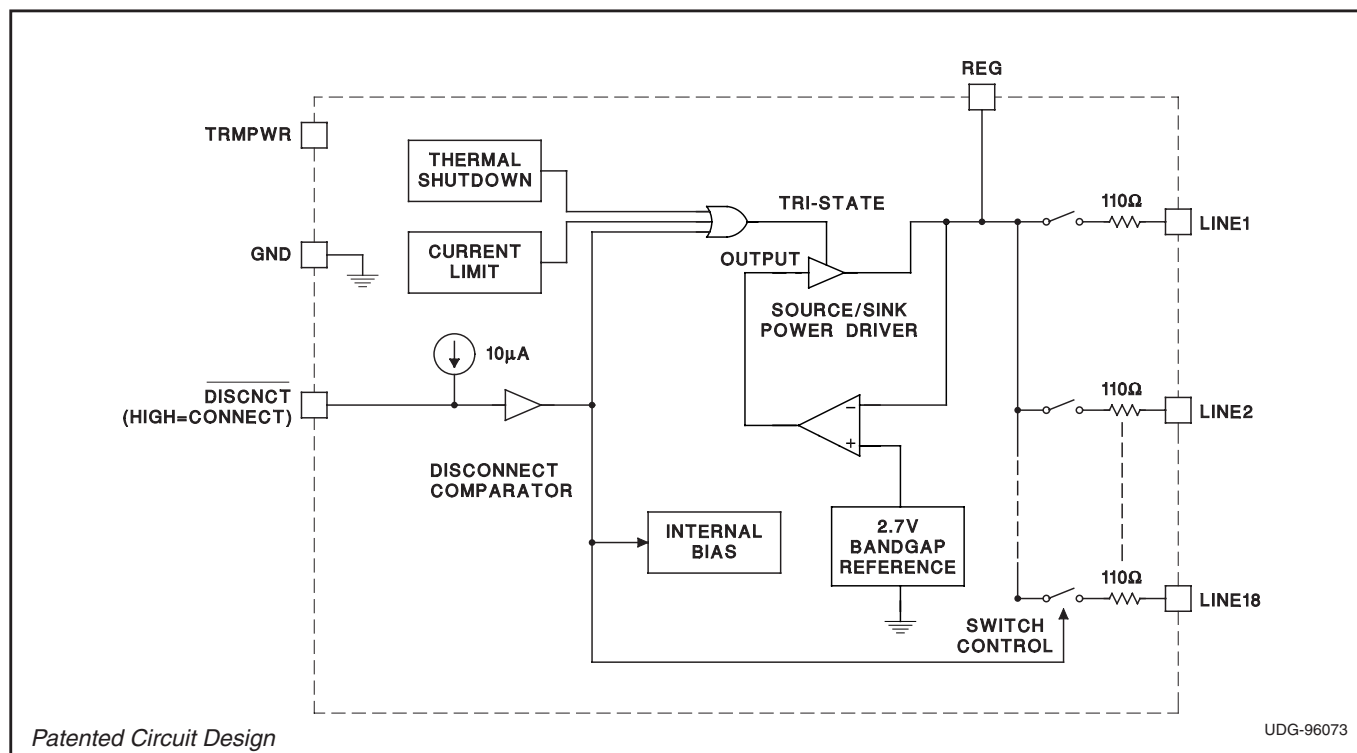 REG
TRMPWR
THERMAL
SHUTDOWN
TRI-STATE
110Ω
LINE1
GND
CURRENT
LIMIT
OUTPUT
SOURCE/SINK
POWER DRIVER
10µA
DISCNCT
(HIGH=CONNECT)
110Ω
LINE2
−
+
DISCONNECT
COMPARATOR
INTERNAL
BIAS
2.7V
BANDGAP
REFERENCE
110Ω
LINE18
SWITCH
CONTROL
Patented Circuit Design
UDG-96073